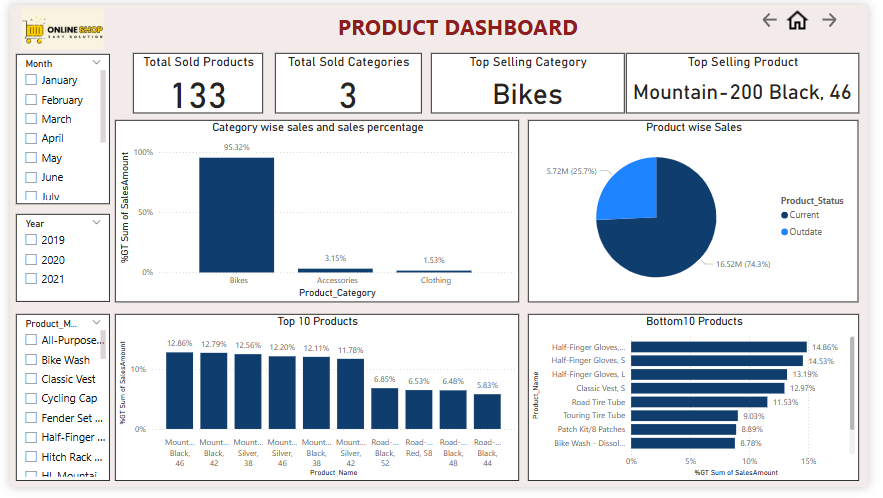 ONLINE SHOP
EASY SOLUTION
PRODUCT DASHBOARD
Month
January
February
March
April
May
June
July
Year
2019
2020
2021
Product_M...
All-Purpose...
Bike Wash
Classic Vest
Cycling Cap
Fender Set ...
Half-Finger ...
Hitch Rack ...
HL Mountai...
Total Sold Products
133
Total Sold Categories
3
Top Selling Category
Bikes
Top Selling Product
Mountain-200 Black, 46
Category wise sales and sales percentage
%GT Sum of SalesAmount
100%
50%
0%
95.32%
3.15%
1.53%
Bikes
Accessories
Clothing
Product_Category
Product wise Sales
5.72M (25.7%)
16.52M (74.3%)
Product_Status
Current
Outdate
Top 10 Products
%GT Sum of SalesAmount
10%
0%
12.86%
12.79%
12.56%
12.20%
12.11%
11.78%
6.85%
6.53%
6.48%
5.83%
Mount... Black, 46
Mount... Black, 42
Mount... Silver, 38
Mount... Silver, 46
Mount... Black, 38
Mount... Silver, 42
Road-... Black, 52
Road-... Red, 58
Road-... Black, 48
Road-... Black, 44
Product_Name
Bottom10 Products
Product_Name
Half-Finger Gloves,... 14.86%
Half-Finger Gloves, S 14.53%
Half-Finger Gloves, L 13.19%
Classic Vest, S 12.97%
Road Tire Tube 11.53%
Touring Tire Tube 9.03%
Patch Kit/8 Patches 8.89%
Bike Wash - Dissol... 8.78%
0%
5%
10%
15%
%GT Sum of SalesAmount